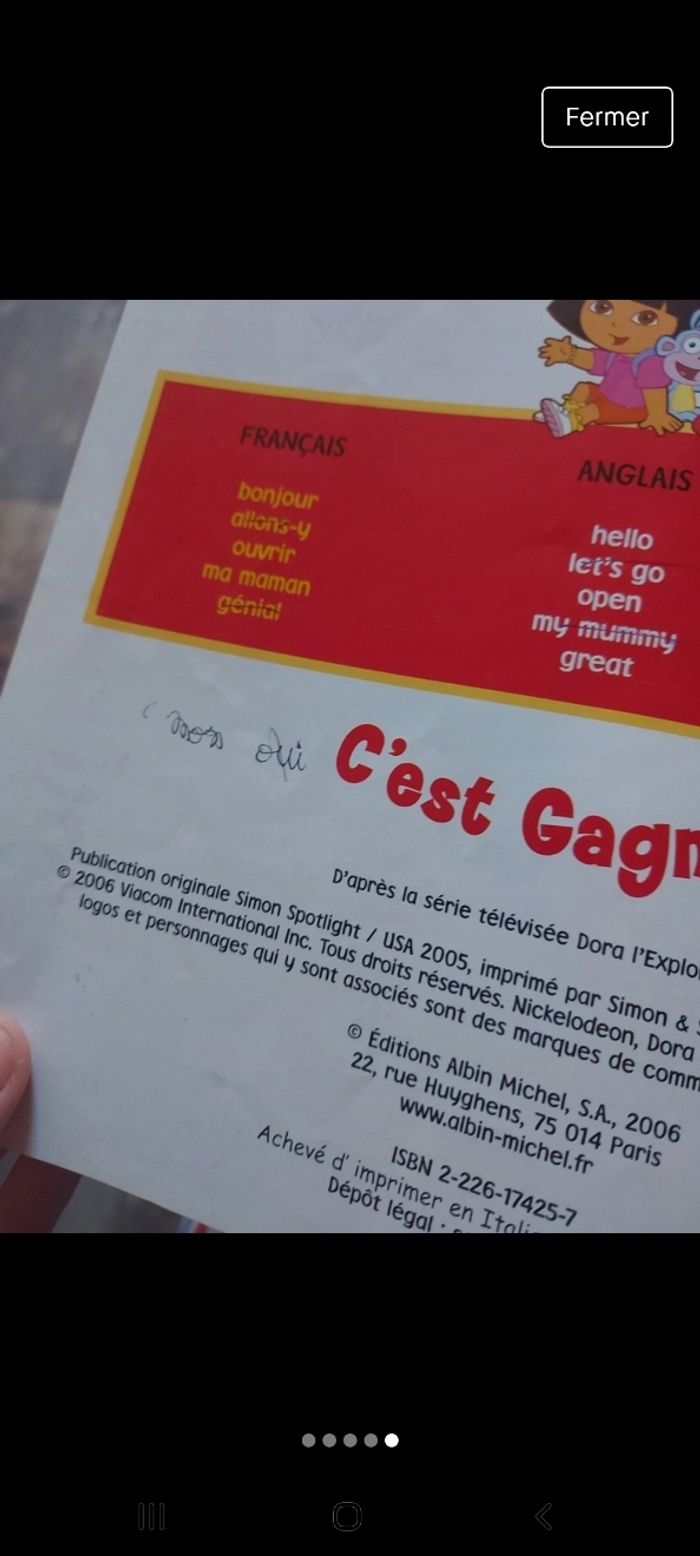 Fermer
FRANÇAIS
ANGLAIS
bonjour
hello
allons-y
let's go
ouvrir
open
ma maman
my mummy
génial
great
non oui
C'est Gagn
D'après la série télévisée Dora l'Explo
Publication originale Simon Spotlight / USA 2005, imprimé par Simon &
© 2006 Viacom International Inc. Tous droits réservés. Nickelodeon, Dora
logos et personnages qui y sont associés sont des marques de comm
© Éditions Albin Michel, S.A., 2006
22, rue Huyghens, 75 014 Paris
www.albin-michel.fr
ISBN 2-226-17425-7
Achevé d' imprimer en Itali
Dépôt légal :